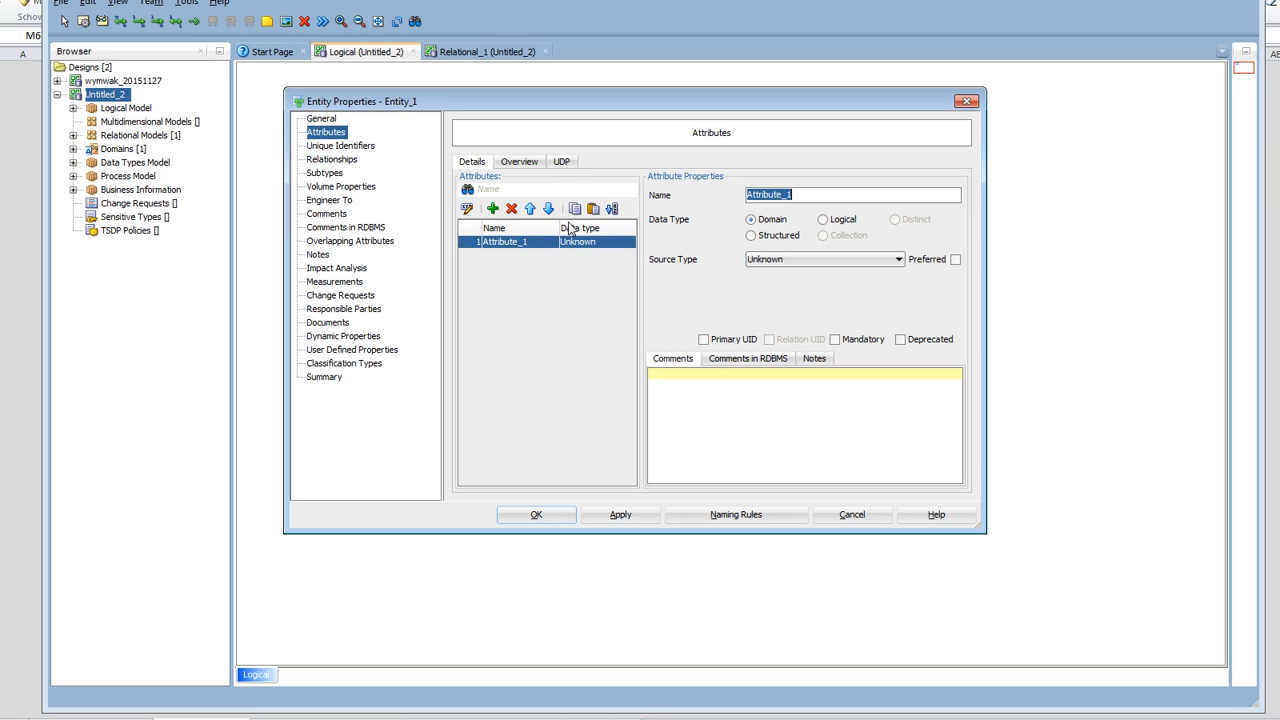 File Edit View Team Tools Help
M6
A
Browser
Designs [2]
wymwak_20151127
Untitled_2
Logical Model
Multidimensional Models []
Relational Models [1]
Domains [1]
Data Types Model
Process Model
Business Information
Change Requests []
Sensitive Types []
TSDP Policies []
Start Page
Logical (Untitled_2)
Relational_1 (Untitled_2)
Entity Properties - Entity_1
General
Attributes
Unique Identifiers
Relationships
Subtypes
Volume Properties
Engineer To
Comments
Comments in RDBMS
Overlapping Attributes
Notes
Impact Analysis
Measurements
Change Requests
Responsible Parties
Documents
Dynamic Properties
User Defined Properties
Classification Types
Summary
Attributes
Details Overview UDP
Attributes:
Name
Name Data type
1 Attribute_1 Unknown
Attribute Properties
Name Attribute_1
Data Type Domain Logical Distinct
Structured Collection
Source Type Unknown Preferred
Primary UID Relation UID Mandatory Deprecated
Comments Comments in RDBMS Notes
OK Apply Naming Rules Cancel Help
Logical